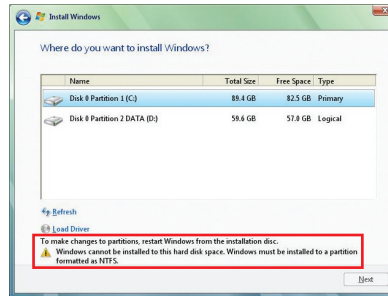 Install Windows
Where do you want to install Windows?
Name Total Size Free Space Type
Disk 0 Partition 1 (C:) 89.4 GB 82.5 GB Primary
Disk 0 Partition 2 DATA (D:) 59.6 GB 57.0 GB Logical
Refresh
Load Driver
To make changes to partitions, restart Windows from the installation disc.
Windows cannot be installed to this hard disk space. Windows must be installed to a partition
formatted as NTFS.
Next